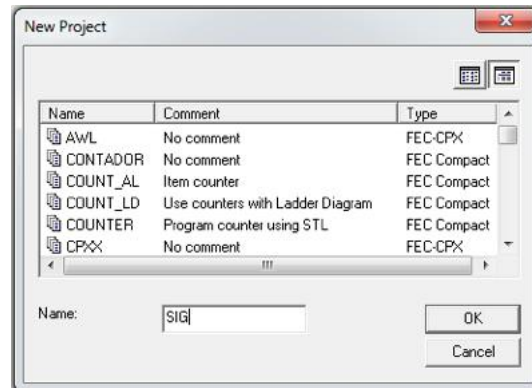 New Project
Name Comment Type
AWL No comment FEC-CPX
CONTADOR No comment FEC Compact
COUNT_AL Item counter FEC Compact
COUNT_LD Use counters with Ladder Diagram FEC Compact
COUNTER Program counter using STL FEC Compact
CPXX No comment FEC-CPX
Name: SIG OK
Cancel